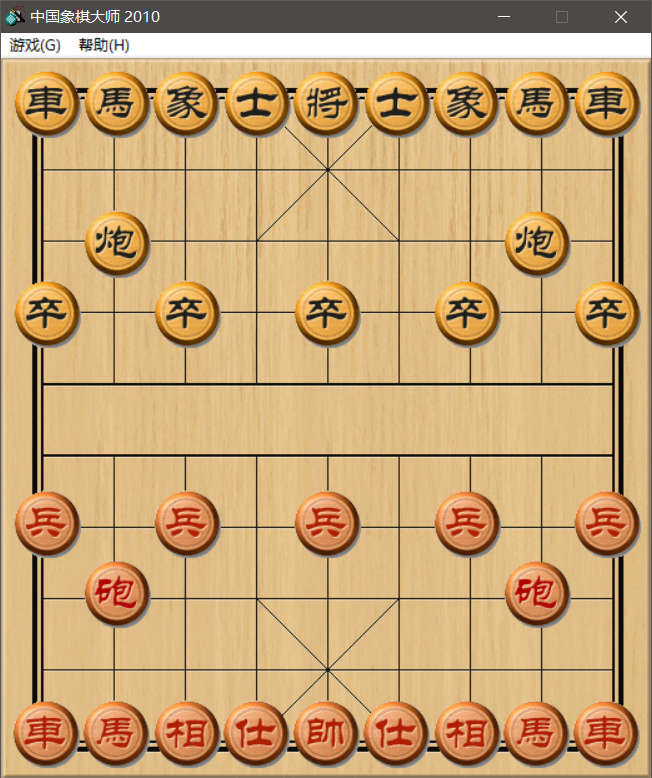 中国象棋大师 2010
游戏(G) 帮助(H)
車 馬 象 士 將 士 象 馬 車
炮 炮
卒 卒 卒 卒 卒
兵 兵 兵 兵 兵
砲 砲
車 馬 相 仕 帥 仕 相 馬 車